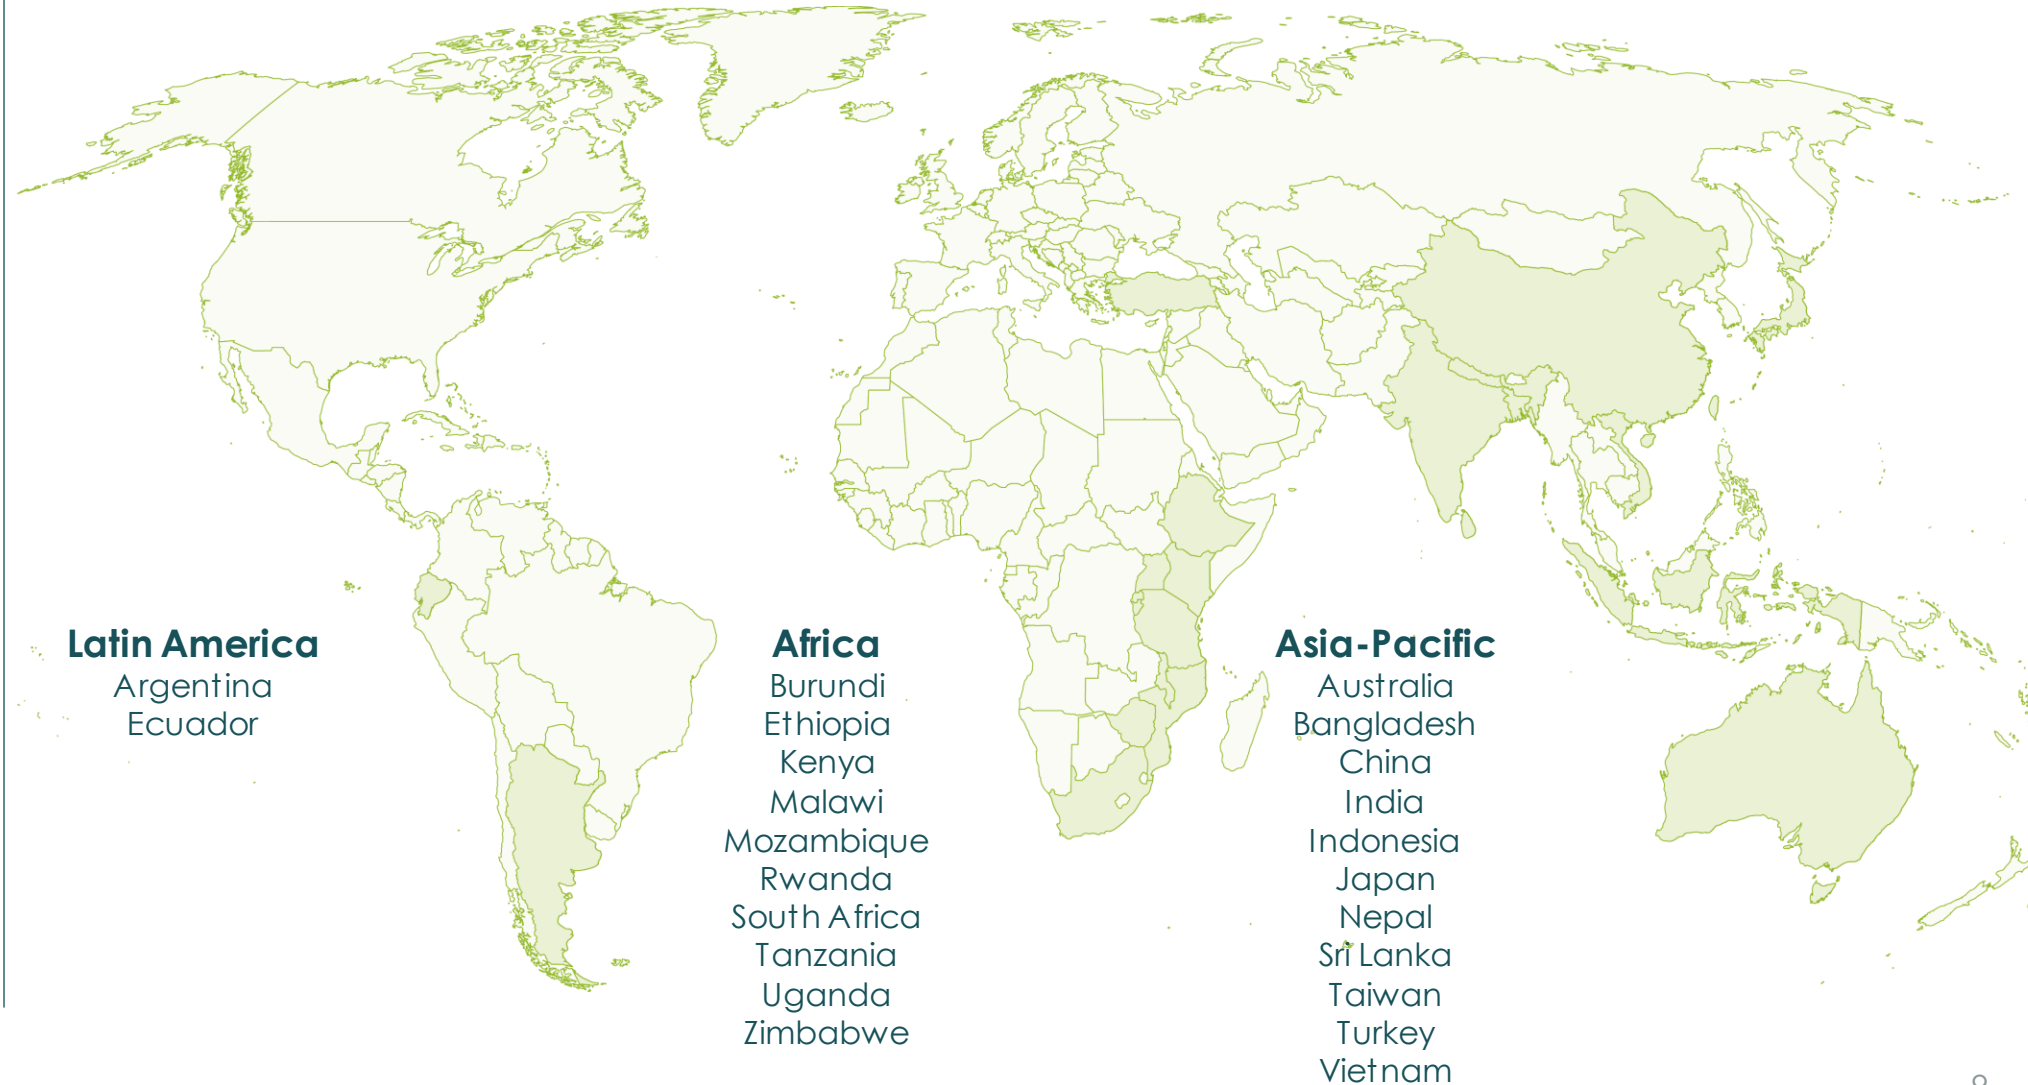 Latin America
Argentina
Ecuador
Africa
Burundi
Ethiopia
Kenya
Malawi
Mozambique
Rwanda
South Africa
Tanzania
Uganda
Zimbabwe
Asia-Pacific
Australia
Bangladesh
China
India
Indonesia
Japan
Nepal
Sri Lanka
Taiwan
Turkey
Vietnam